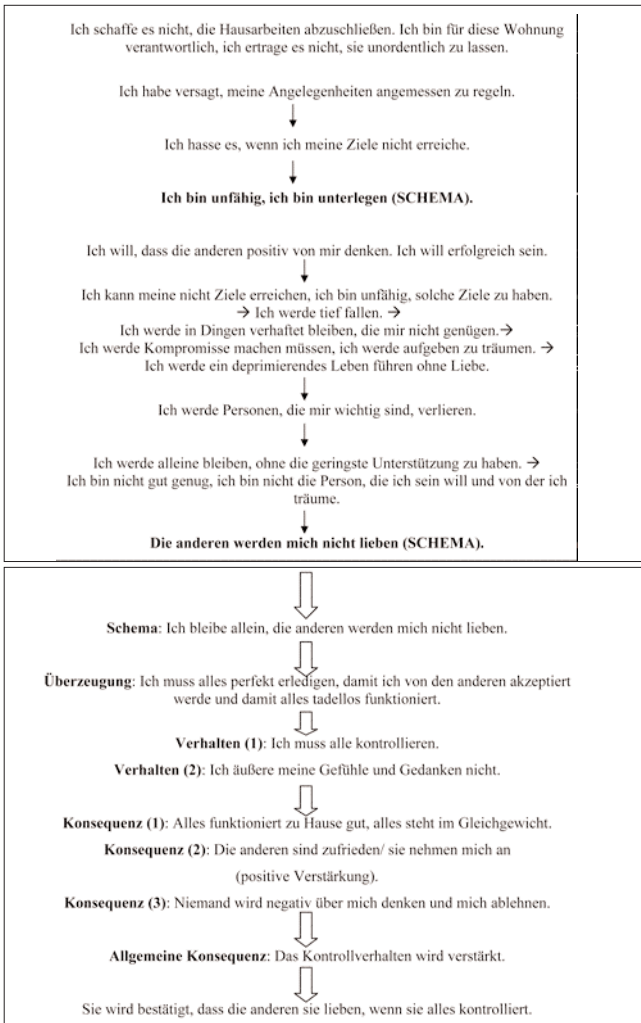 Ich schaffe es nicht, die Hausarbeiten abzuschließen. Ich bin für diese Wohnung
verantwortlich, ich ertrage es nicht, sie unordentlich zu lassen.
Ich habe versagt, meine Angelegenheiten angemessen zu regeln.
Ich hasse es, wenn ich meine Ziele nicht erreiche.
Ich bin unfähig, ich bin unterlegen (SCHEMA).
Ich will, dass die anderen positiv von mir denken. Ich will erfolgreich sein.
Ich kann meine nicht Ziele erreichen, ich bin unfähig, solche Ziele zu haben.
→ Ich werde tief fallen. →
Ich werde in Dingen verhaftet bleiben, die mir nicht genügen.→
Ich werde Kompromisse machen müssen, ich werde aufgeben zu träumen. →
Ich werde ein deprimierendes Leben führen ohne Liebe.
Ich werde Personen, die mir wichtig sind, verlieren.
Ich werde alleine bleiben, ohne die geringste Unterstützung zu haben. →
Ich bin nicht gut genug, ich bin nicht die Person, die ich sein will und von der ich
träume.
Die anderen werden mich nicht lieben (SCHEMA).
Schema: Ich bleibe allein, die anderen werden mich nicht lieben.
Überzeugung: Ich muss alles perfekt erledigen, damit ich von den anderen akzeptiert
werde und damit alles tadellos funktioniert.
Verhalten (1): Ich muss alle kontrollieren.
Verhalten (2): Ich äußere meine Gefühle und Gedanken nicht.
Konsequenz (1): Alles funktioniert zu Hause gut, alles steht im Gleichgewicht.
Konsequenz (2): Die anderen sind zufrieden/ sie nehmen mich an
(positive Verstärkung).
Konsequenz (3): Niemand wird negativ über mich denken und mich ablehnen.
Allgemeine Konsequenz: Das Kontrollverhalten wird verstärkt.
Sie wird bestätigt, dass die anderen sie lieben, wenn sie alles kontrolliert.